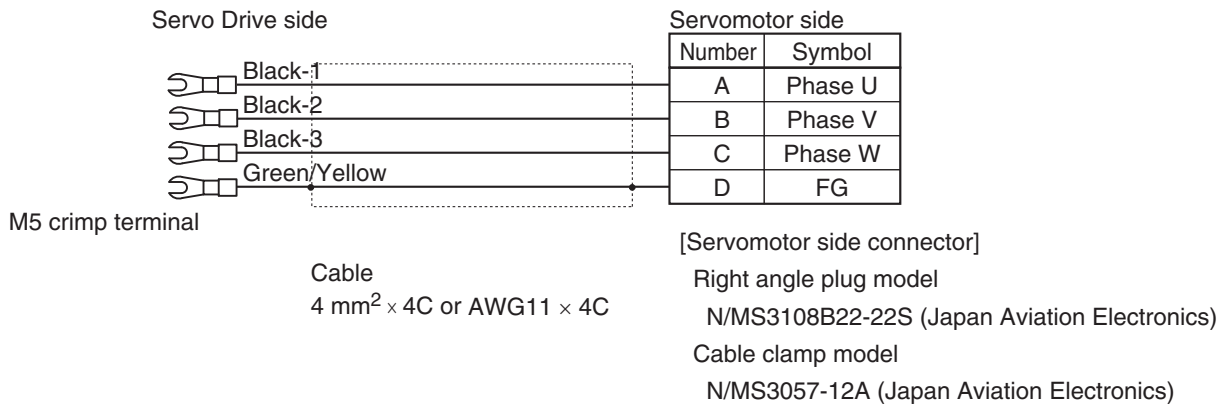 Servo Drive side
Servomotor side
Number Symbol
Black-1
A Phase U
Black-2
B Phase V
Black-3
C Phase W
Green/Yellow
D FG
M5 crimp terminal
[Servomotor side connector]
Cable
Right angle plug model
4 mm² × 4C or AWG11 × 4C
N/MS3108B22-22S (Japan Aviation Electronics)
Cable clamp model
N/MS3057-12A (Japan Aviation Electronics)